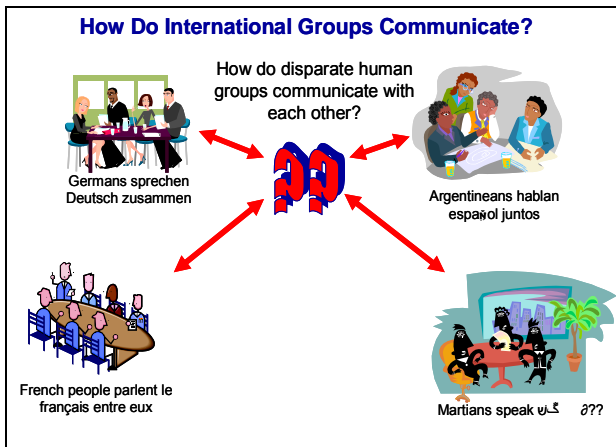 How Do International Groups Communicate?
How do disparate human
groups communicate with
each other?
Germans sprechen
Deutsch zusammen
??
Argentineans hablan
español juntos
French people parlent le
français entre eux
Martians speak ??